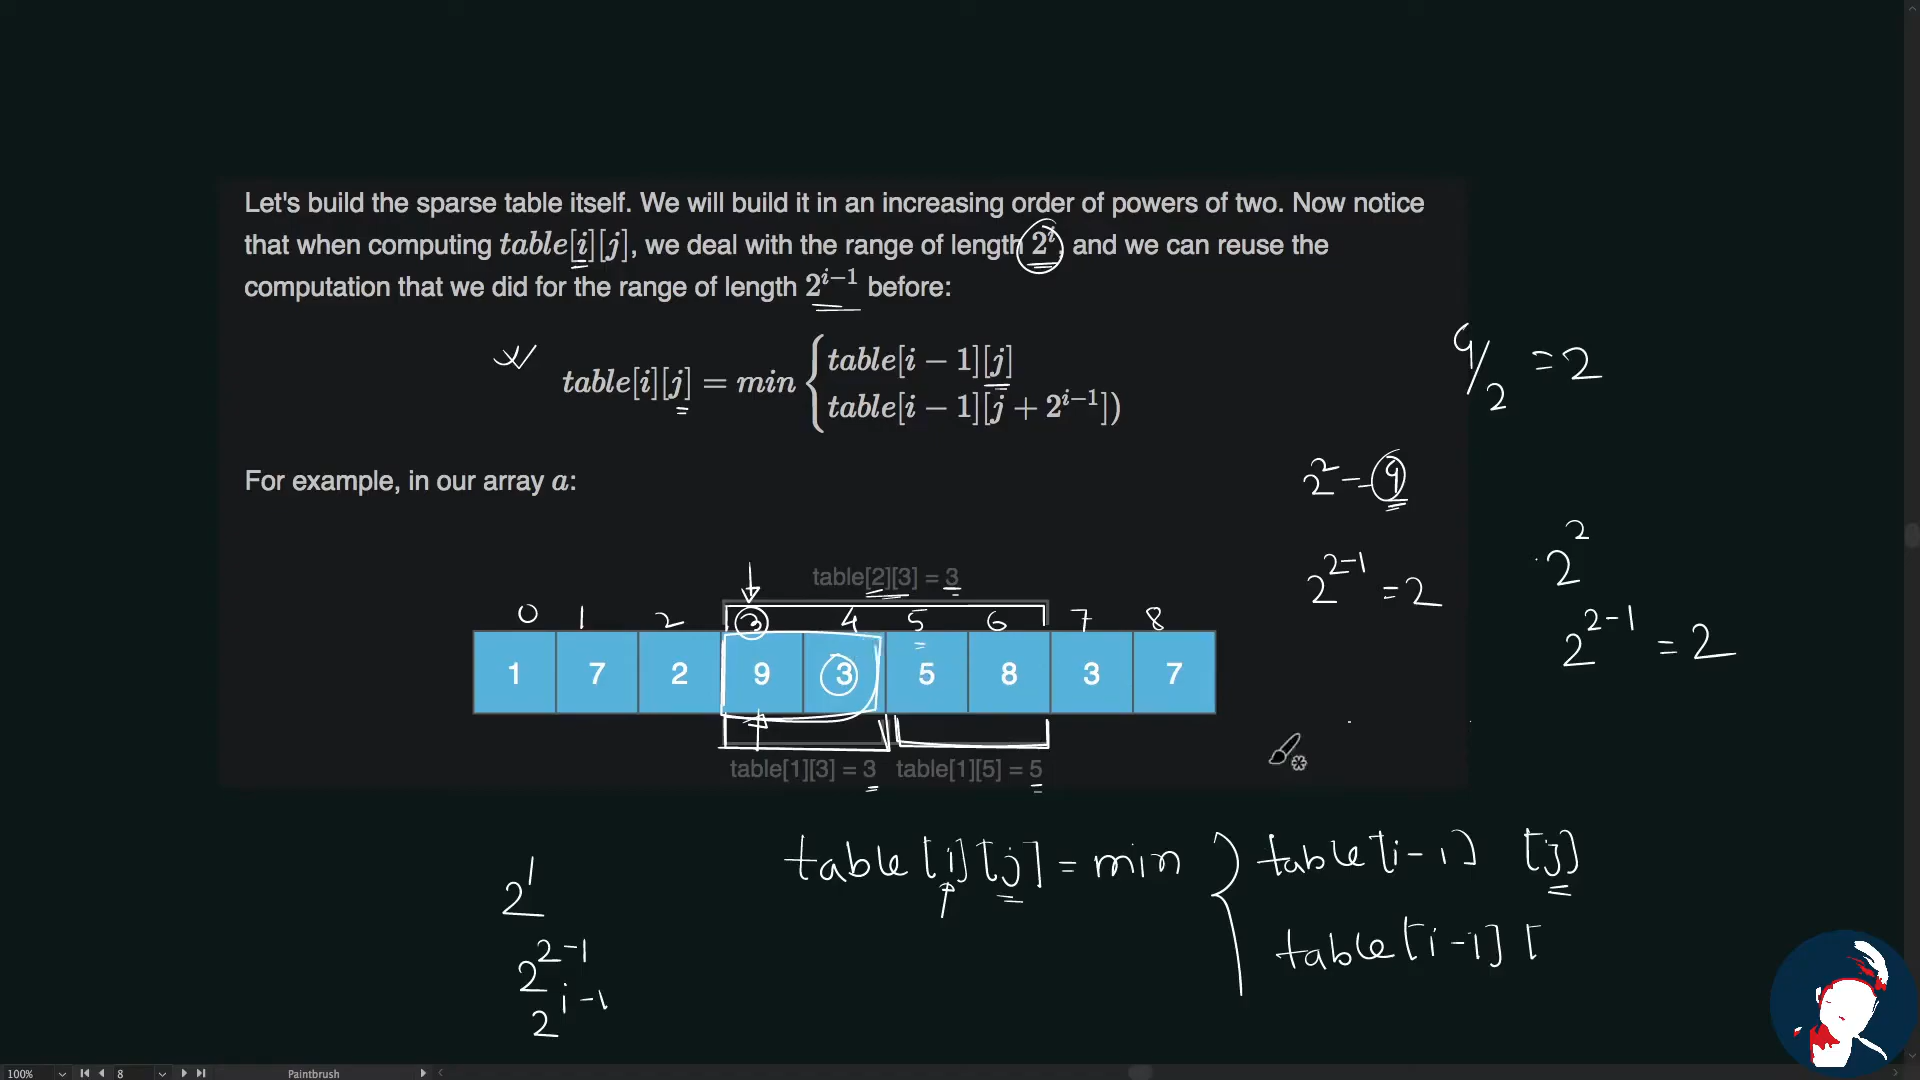 Let's build the sparse table itself. We will build it in an increasing order of powers of two. Now notice
that when computing table[i][j], we deal with the range of length 2^i, and we can reuse the
computation that we did for the range of length 2^{i-1} before:
table[i][j] = min { table[i − 1][j]
table[i − 1][j + 2^{i-1}])
4/2 = 2
For example, in our array a:
2^2 - 4
2^{2-1} = 2
2^2
2^{2-1} = 2
table[2][3] = 3
0 1 2 3 4 5 6 7 8
1 7 2 9 3 5 8 3 7
table[1][3] = 3 table[1][5] = 5
table[i][j] = min { table[i-1] [j]
table[i-1] [
2^1
2^{2-1}
2^{i-1}
100% 8 Paintbrush